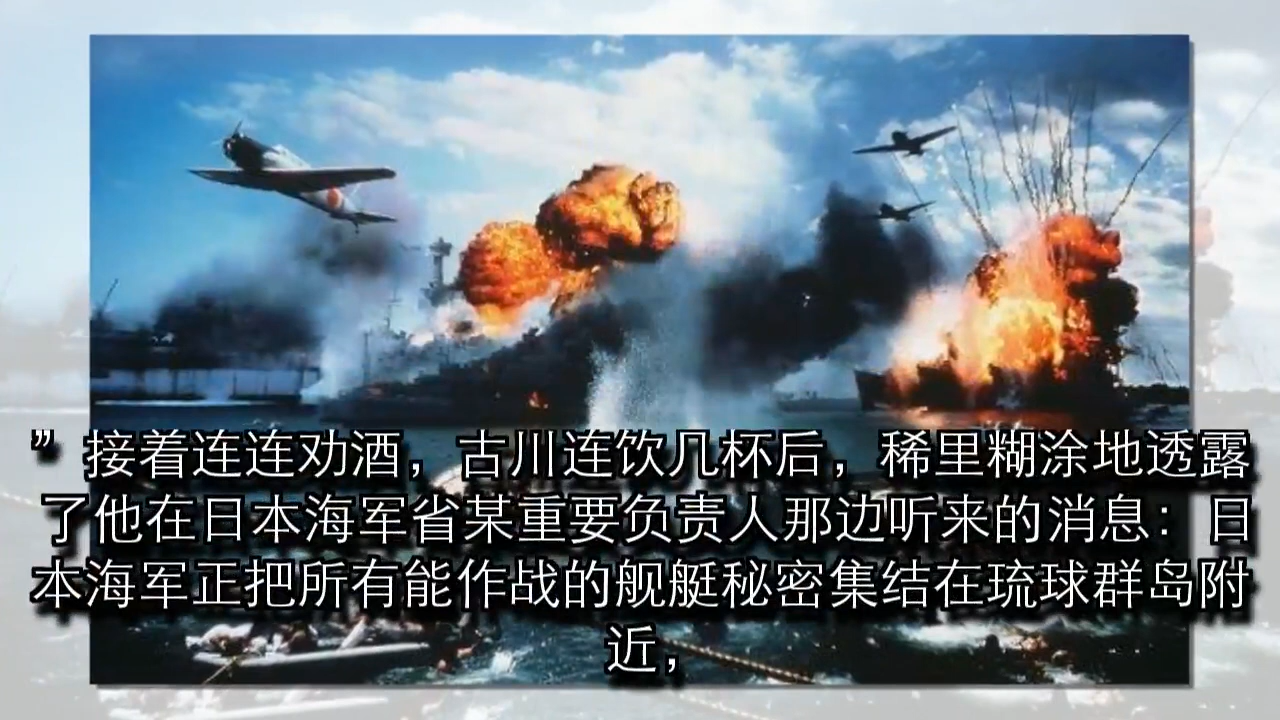 ”接着连连劝酒，古川连饮几杯后，稀里糊涂地透露
了他在日本海军省某重要负责人那边听来的消息：日
本海军正把所有能作战的舰艇秘密集结在琉球群岛附
近，